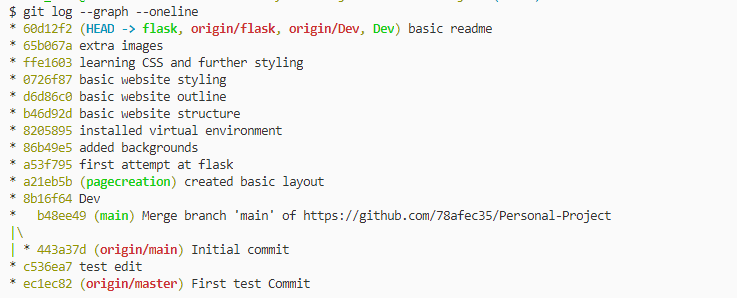 $ git log --graph --oneline
* 60d12f2 (HEAD -> flask, origin/flask, origin/Dev, Dev) basic readme
* 65b067a extra images
* ffe1603 learning CSS and further styling
* 0726f87 basic website styling
* d6d86c0 basic website outline
* b46d92d basic website structure
* 8205895 installed virtual environment
* 86b49e5 added backgrounds
* a53f795 first attempt at flask
* a21eb5b (pagecreation) created basic layout
* 8b16f64 Dev
*   b48ee49 (main) Merge branch 'main' of https://github.com/78afec35/Personal-Project
|\
| * 443a37d (origin/main) Initial commit
* c536ea7 test edit
* ec1ec82 (origin/master) First test Commit